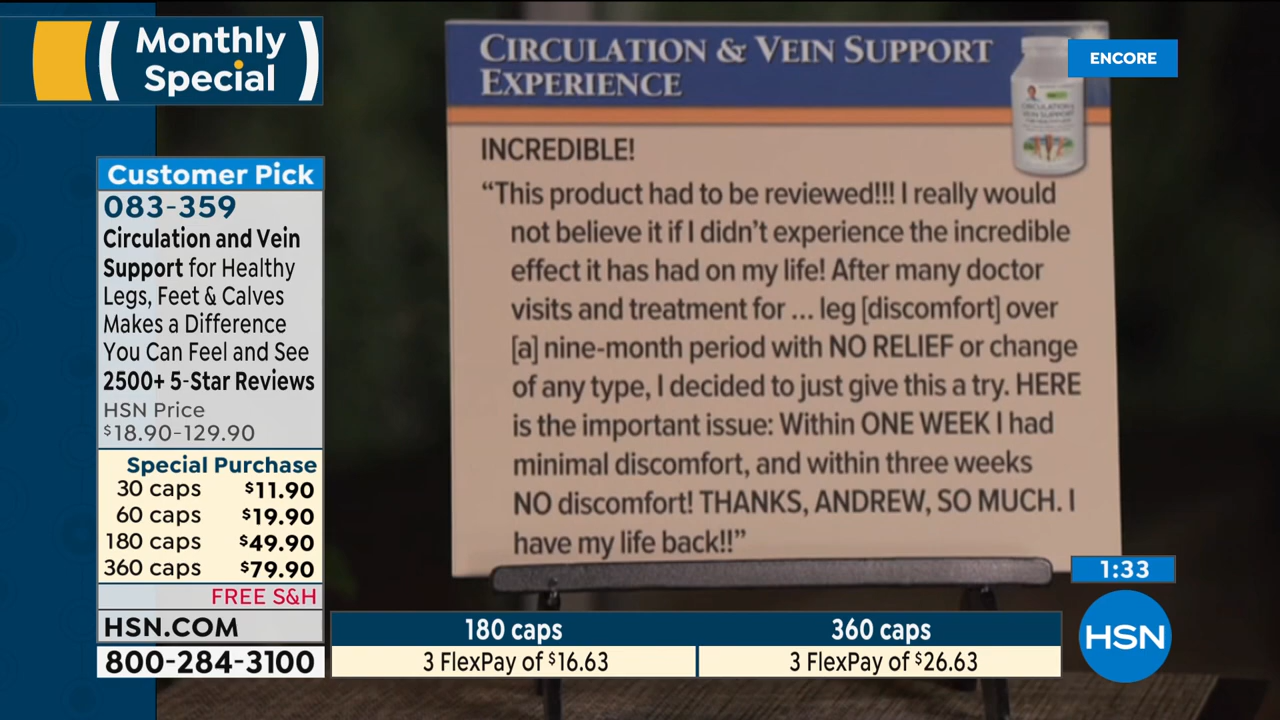 Monthly
Special
ENCORE
Customer Pick
083-359
Circulation and Vein
Support for Healthy
Legs, Feet & Calves
Makes a Difference
You Can Feel and See
2500+ 5-Star Reviews
HSN Price
$18.90-129.90
Special Purchase
30 caps $11.90
60 caps $19.90
180 caps $49.90
360 caps $79.90
FREE S&H
HSN.COM
800-284-3100
CIRCULATION & VEIN SUPPORT
EXPERIENCE
CIRCULATION &
VEIN SUPPORT
INCREDIBLE!
“This product had to be reviewed!!! I really would
not believe it if I didn’t experience the incredible
effect it has had on my life! After many doctor
visits and treatment for ... leg [discomfort] over
[a] nine-month period with NO RELIEF or change
of any type, I decided to just give this a try. HERE
is the important issue: Within ONE WEEK I had
minimal discomfort, and within three weeks
NO discomfort! THANKS, ANDREW, SO MUCH. I
have my life back!!”
1:33
HSN
180 caps 360 caps
3 FlexPay of $16.63 3 FlexPay of $26.63